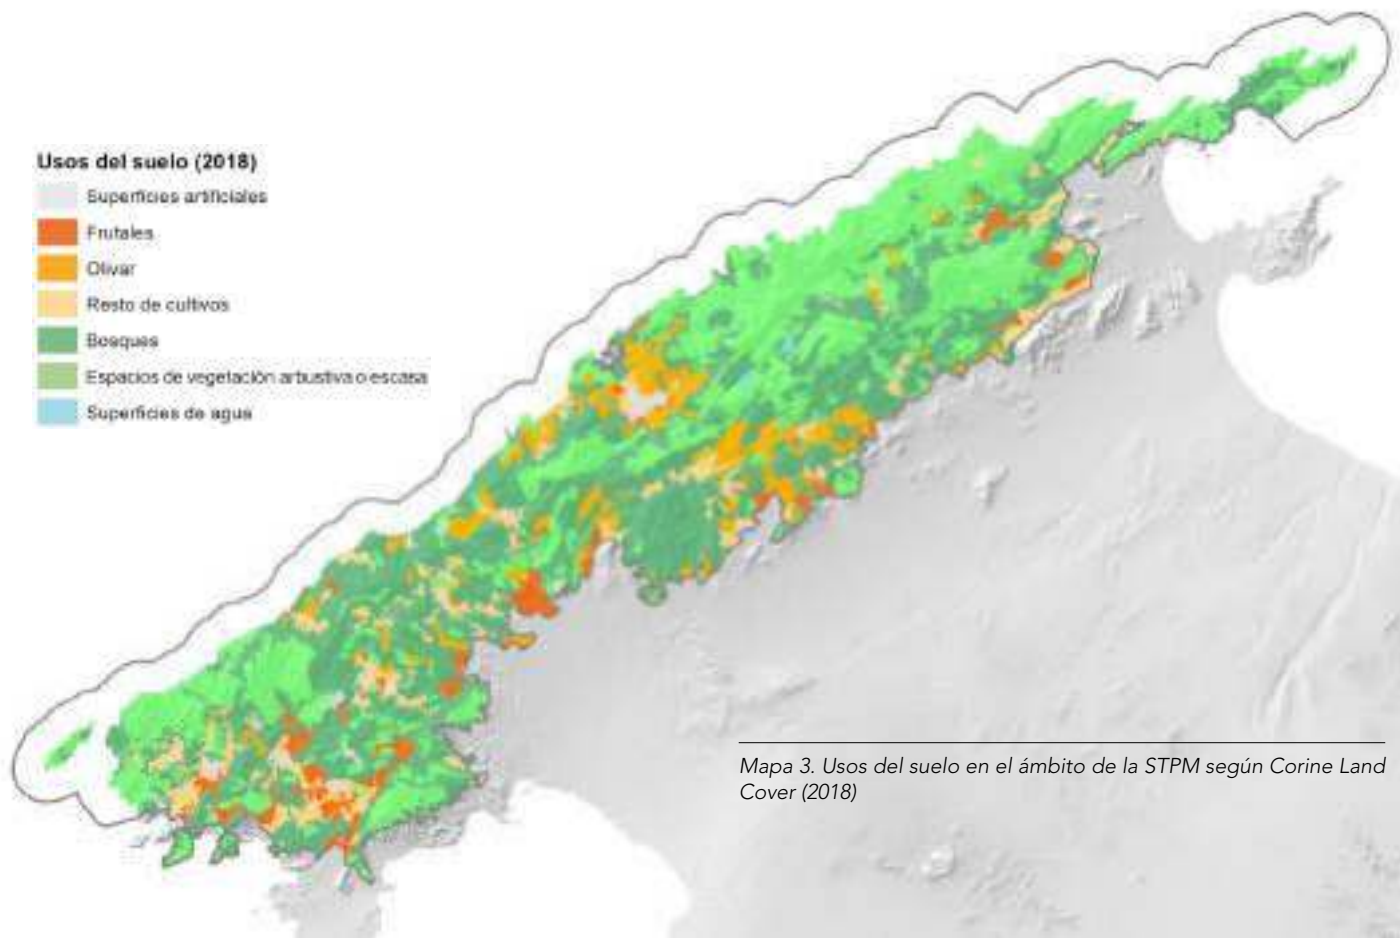 Usos del suelo (2018)
Superficies artificiales
Frutales
Olivar
Resto de cultivos
Bosques
Espacios de vegetación arbustiva o escasa
Superficies de agua
Mapa 3. Usos del suelo en el ámbito de la STPM según Corine Land
Cover (2018)